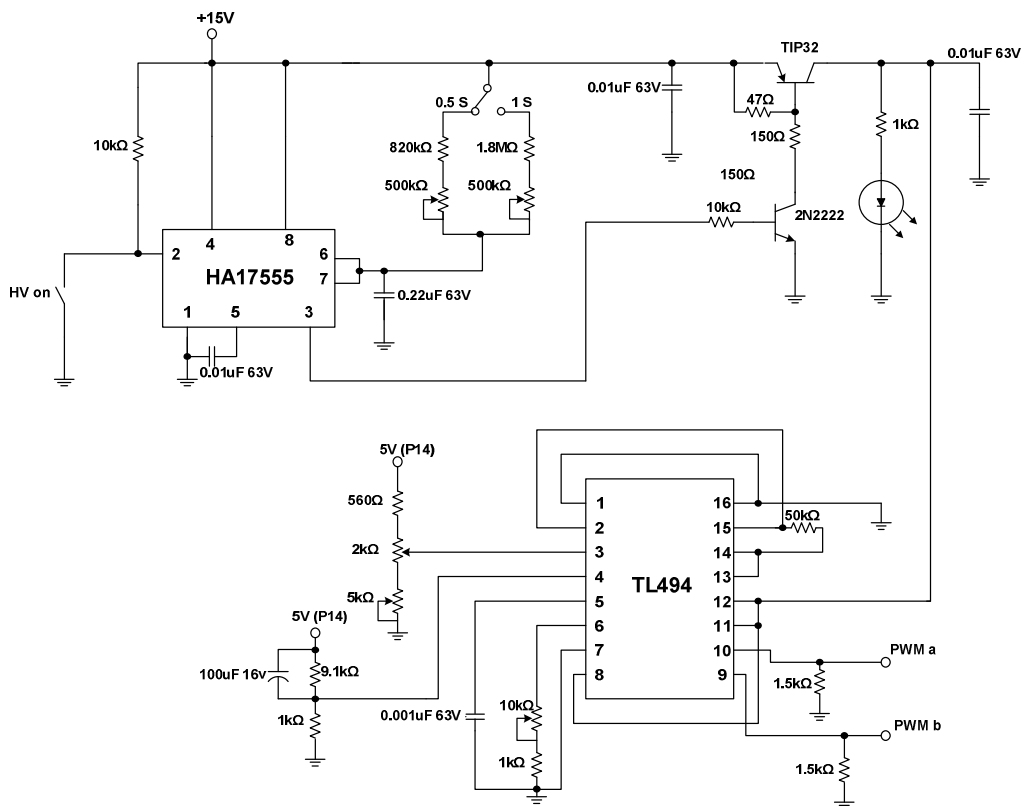 +15V
TIP32
0.01uF 63V
0.01uF 63V
0.5 S
1 S
47Ω
10kΩ
820kΩ
1.8MΩ
150Ω
1kΩ
500kΩ
500kΩ
150Ω
10kΩ
2N2222
2
4
8
6
7
HA17555
HV on
0.22uF 63V
1
5
3
0.01uF 63V
5V (P14)
560Ω
2kΩ
5kΩ
1
2
3
4
5
6
7
8
TL494
16
15
14
13
12
11
10
9
50kΩ
5V (P14)
100uF 16v
9.1kΩ
1kΩ
0.001uF 63V
10kΩ
1kΩ
PWM a
1.5kΩ
PWM b
1.5kΩ